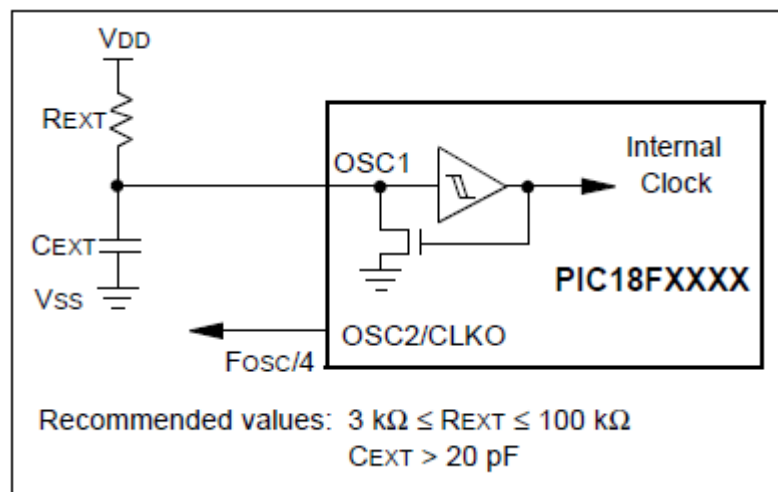 VDD
REXT
OSC1
Internal
Clock
CEXT
VSS
PIC18FXXXX
OSC2/CLKO
FOSC/4
Recommended values: 3 kΩ ≤ REXT ≤ 100 kΩ
CEXT > 20 pF